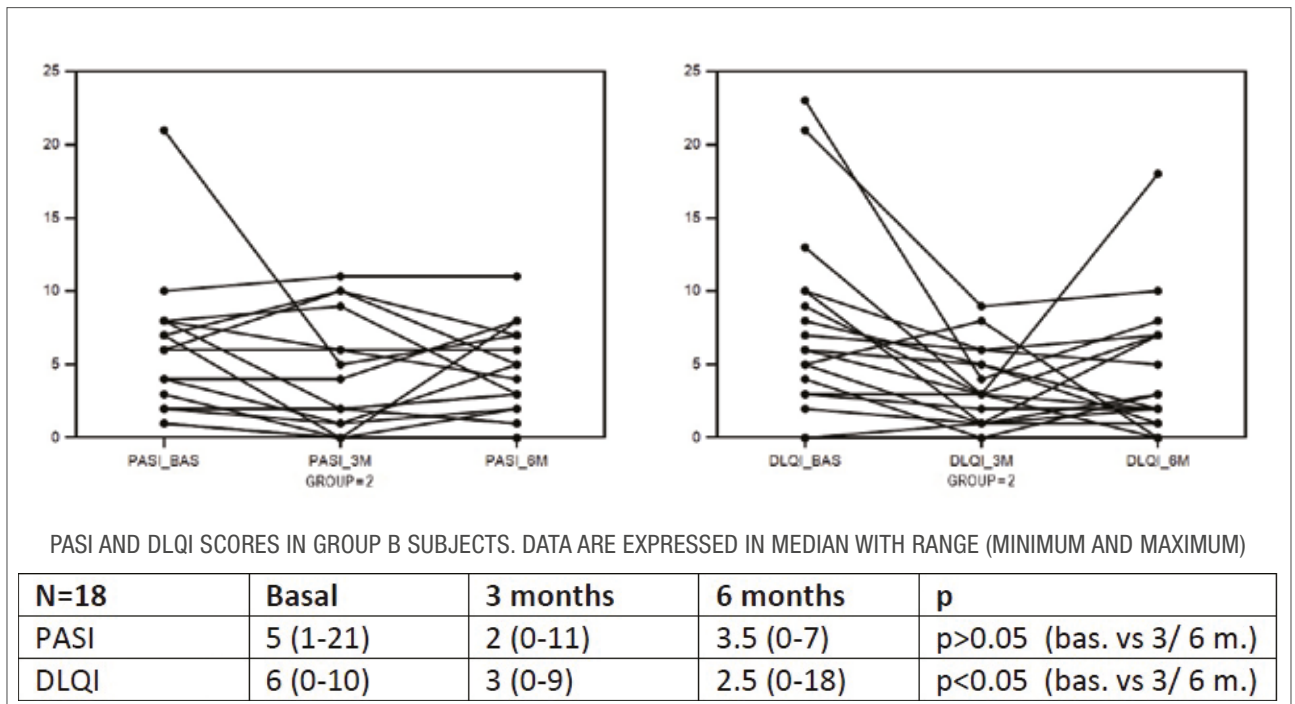 25
20
15
10
5
0
PASI_BAS PASI_3M PASI_6M
GROUP=2
25
20
15
10
5
0
DLQI_BAS DLQI_3M DLQI_6M
GROUP=2
PASI AND DLQI SCORES IN GROUP B SUBJECTS. DATA ARE EXPRESSED IN MEDIAN WITH RANGE (MINIMUM AND MAXIMUM)
N=18 Basal 3 months 6 months p
PASI 5 (1-21) 2 (0-11) 3.5 (0-7) p>0.05 (bas. vs 3/ 6 m.)
DLQI 6 (0-10) 3 (0-9) 2.5 (0-18) p<0.05 (bas. vs 3/ 6 m.)